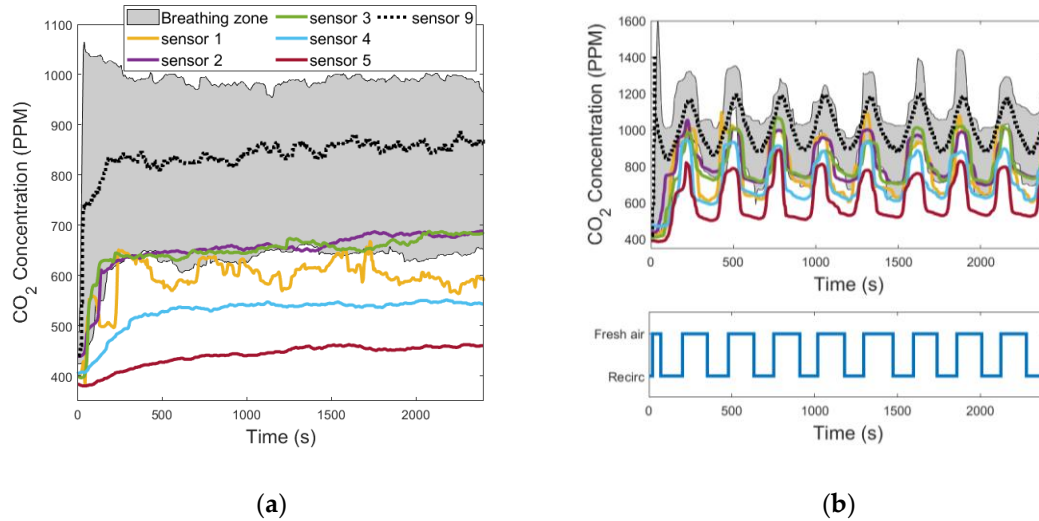 Breathing zone
sensor 1
sensor 2
sensor 3
sensor 4
sensor 5
sensor 9
1100
1000
900
800
700
600
500
400
CO2 Concentration (PPM)
0 500 1000 1500 2000
Time (s)
(a)
1600
1400
1200
1000
800
600
400
CO2 Concentration (PPM)
0 500 1000 1500 2000
Time (s)
Fresh air
Recirc
0 500 1000 1500 2000
Time (s)
(b)